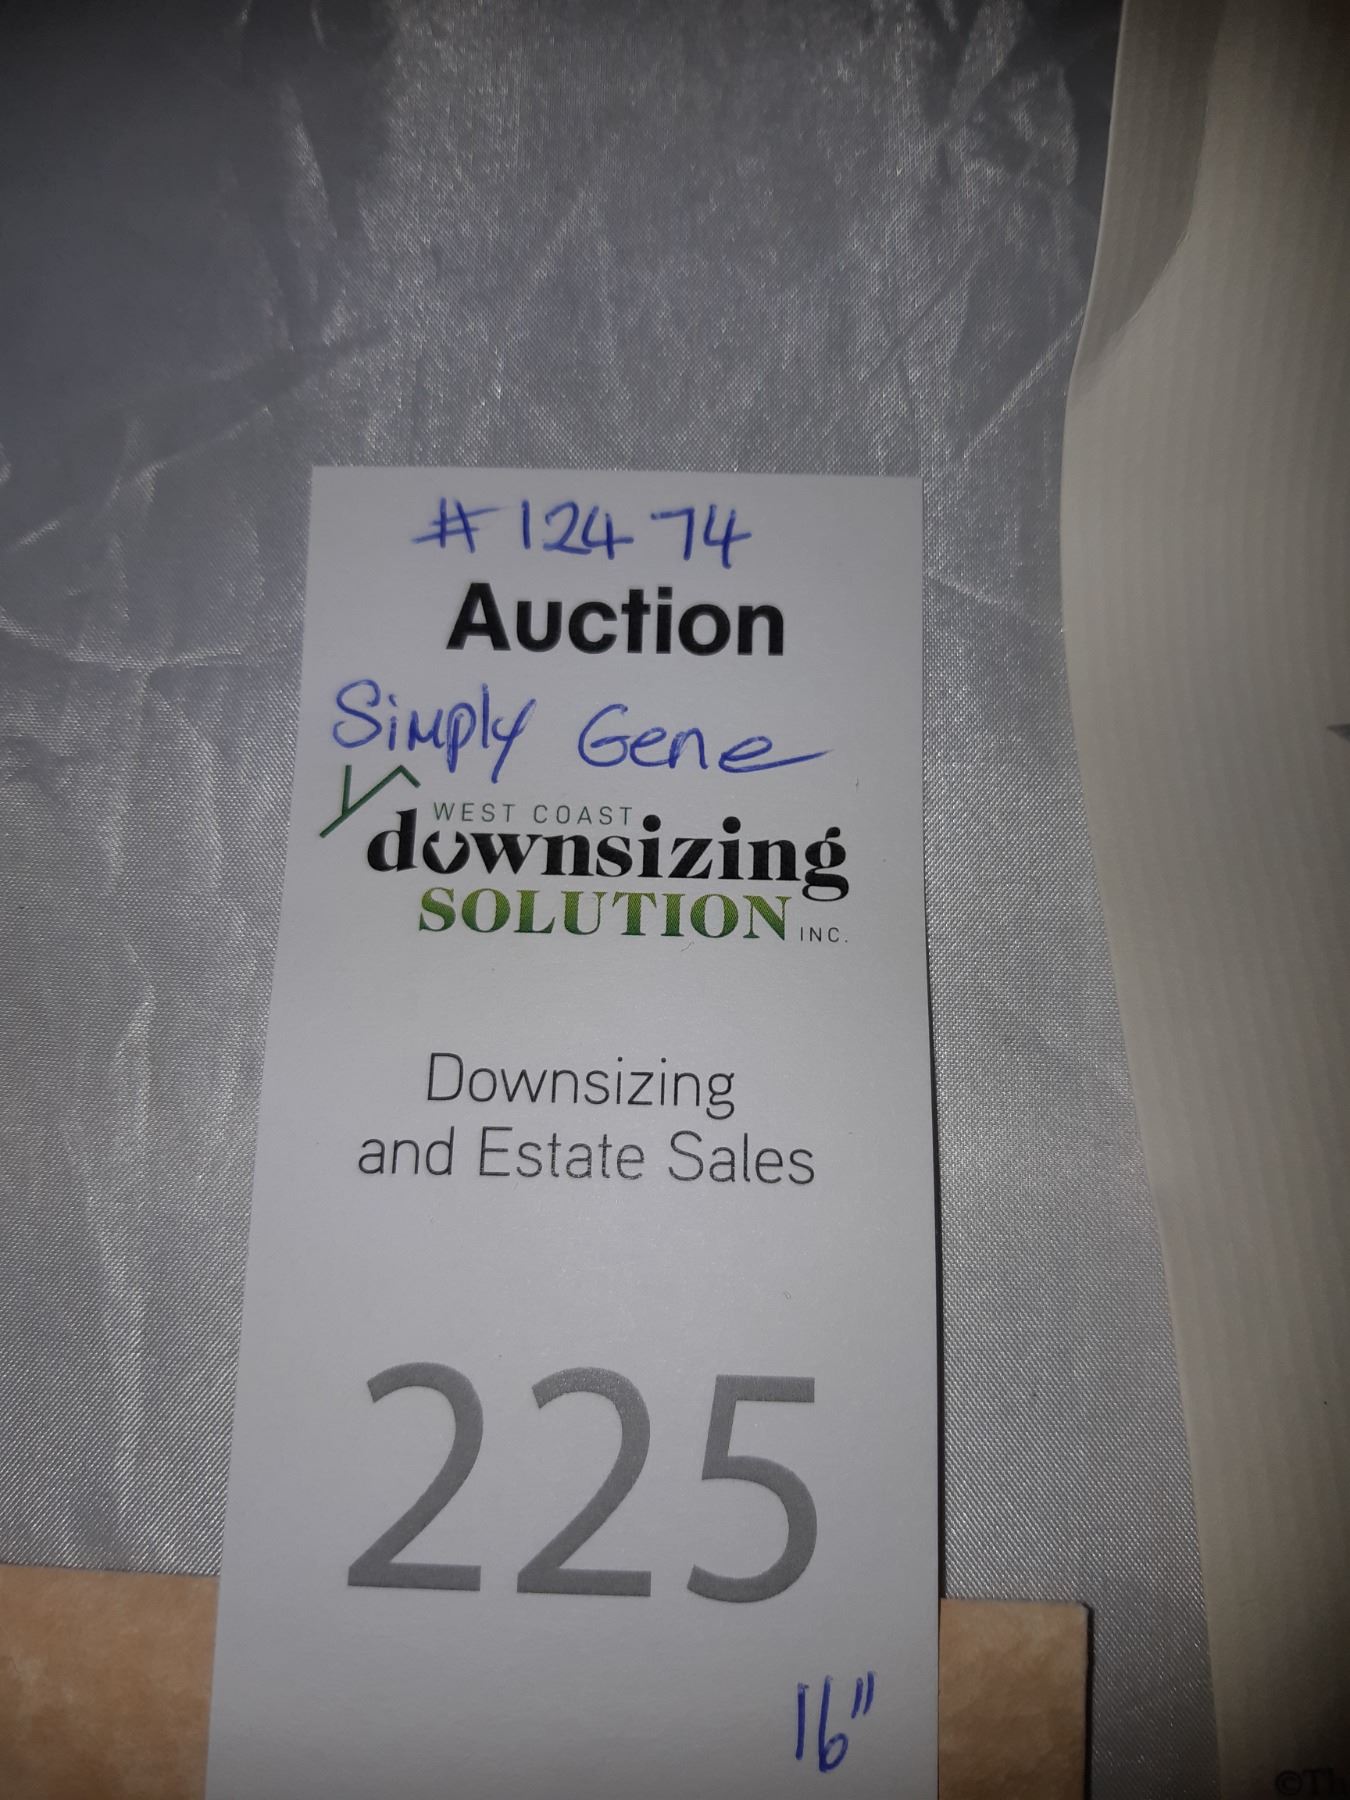 # 12474
Auction
Simply Gene
WEST COAST
downsizing
SOLUTION INC.
Downsizing
and Estate Sales
225
16"